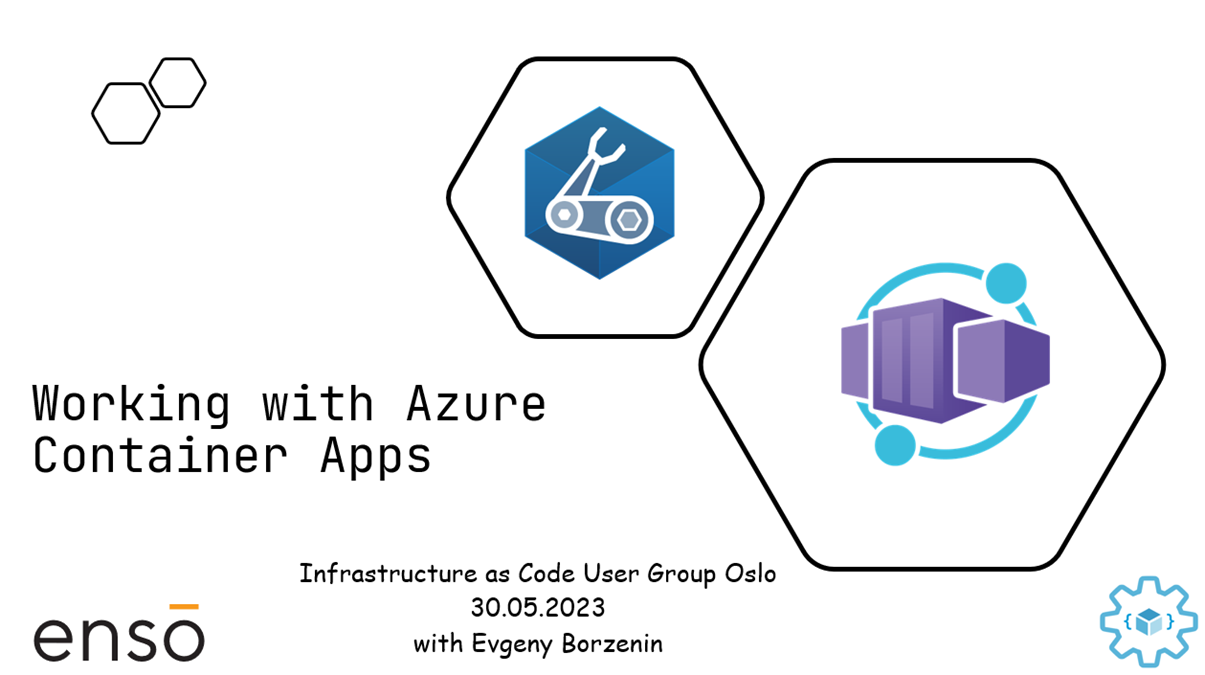 Working with Azure
Container Apps
Infrastructure as Code User Group Oslo
30.05.2023
with Evgeny Borzenin
ensō
{ }